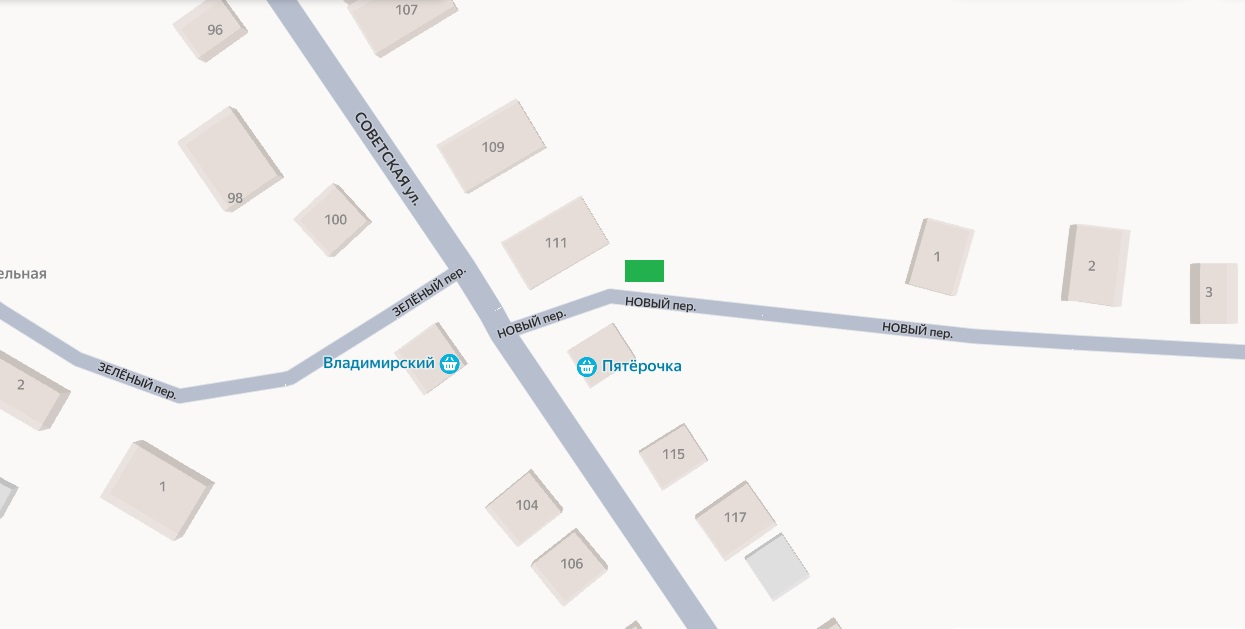 107
96
СОВЕТСКАЯ ул.
109
98
100
111
ельная
ЗЕЛЁНЫЙ пер.
1
2
3
НОВЫЙ пер.
НОВЫЙ пер.
НОВЫЙ пер.
Владимирский
Пятёрочка
ЗЕЛЁНЫЙ пер.
2
115
1
104
117
106